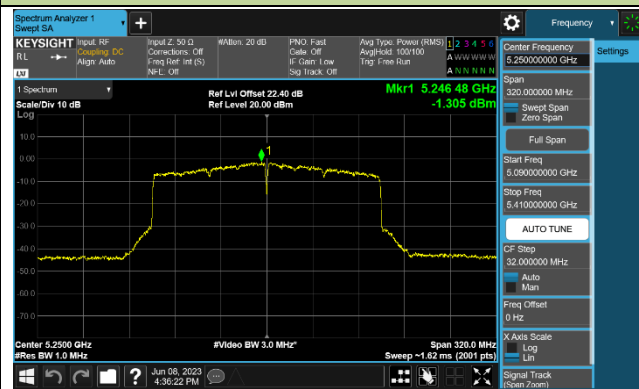 Spectrum Analyzer 1
Swept SA
Frequency
KEYSIGHT
RL
LXI
Input: RF
Coupling: DC
Align: Auto
Input Z: 50 Ω
Corrections: Off
Freq Ref: Int (S)
NFE: Off
#Atten: 20 dB
PNO: Fast
Gate: Off
IF Gain: Low
Sig Track: Off
Avg Type: Power (RMS)
Avg|Hold: 100/100
Trig: Free Run
1 2 3 4 5 6
A W W W W W
A N N N N N
1 Spectrum
Scale/Div 10 dB
Log
Ref Lvl Offset 22.40 dB
Ref Level 20.00 dBm
Mkr1 5.246 48 GHz
-1.305 dBm
1
10.0
0.00
-10.0
-20.0
-30.0
-40.0
-50.0
-60.0
-70.0
Center 5.2500 GHz
#Res BW 1.0 MHz
#Video BW 3.0 MHz*
Span 320.0 MHz
Sweep ~1.62 ms (2001 pts)
Jun 08, 2023
4:36:22 PM
Center Frequency
5.250000000 GHz
Settings
Span
320.000000 MHz
Swept Span
Zero Span
Full Span
Start Freq
5.090000000 GHz
Stop Freq
5.410000000 GHz
AUTO TUNE
CF Step
32.000000 MHz
Auto
Man
Freq Offset
0 Hz
X Axis Scale
Log
Lin
Signal Track
(Span Zoom)